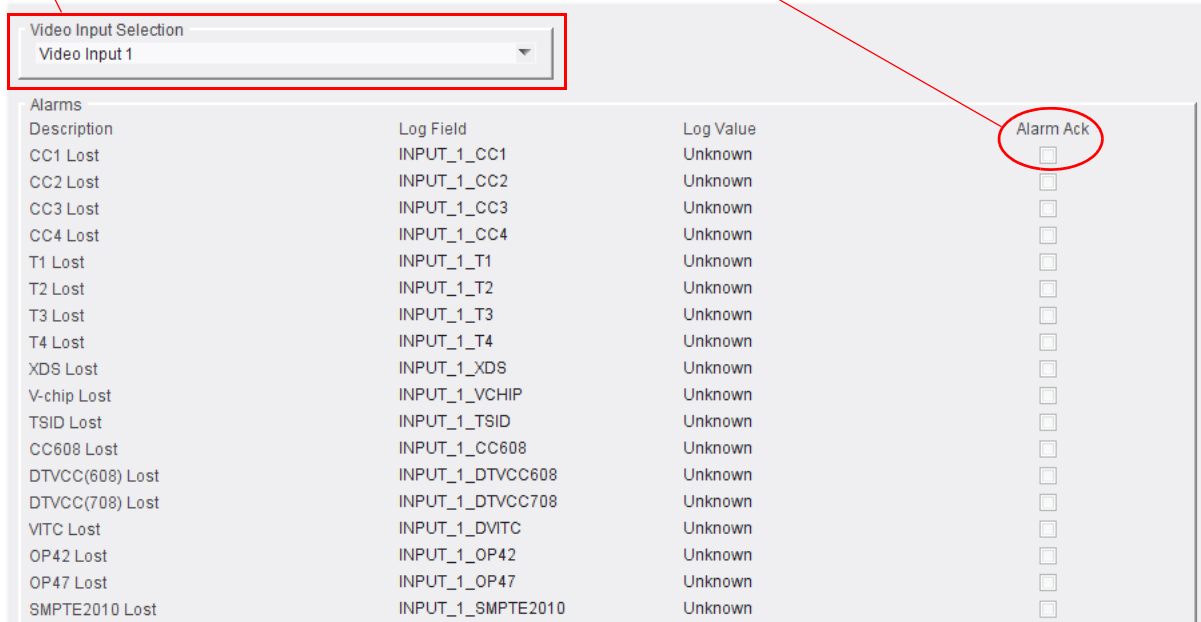 Video Input Selection
Video Input 1
Alarms
Description Log Field Log Value Alarm Ack
CC1 Lost INPUT_1_CC1 Unknown
CC2 Lost INPUT_1_CC2 Unknown
CC3 Lost INPUT_1_CC3 Unknown
CC4 Lost INPUT_1_CC4 Unknown
T1 Lost INPUT_1_T1 Unknown
T2 Lost INPUT_1_T2 Unknown
T3 Lost INPUT_1_T3 Unknown
T4 Lost INPUT_1_T4 Unknown
XDS Lost INPUT_1_XDS Unknown
V-chip Lost INPUT_1_VCHIP Unknown
TSID Lost INPUT_1_TSID Unknown
CC608 Lost INPUT_1_CC608 Unknown
DTVCC(608) Lost INPUT_1_DTVCC608 Unknown
DTVCC(708) Lost INPUT_1_DTVCC708 Unknown
VITC Lost INPUT_1_DVITC Unknown
OP42 Lost INPUT_1_OP42 Unknown
OP47 Lost INPUT_1_OP47 Unknown
SMPTE2010 Lost INPUT_1_SMPTE2010 Unknown